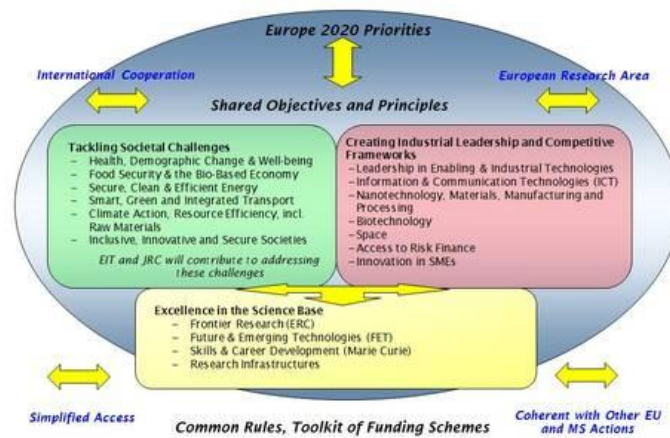 Europe 2020 Priorities
International Cooperation
European Research Area
Shared Objectives and Principles
Tackling Societal Challenges
– Health, Demographic Change & Well-being
– Food Security & the Bio-Based Economy
– Secure, Clean & Efficient Energy
– Smart, Green and Integrated Transport
– Climate Action, Resource Efficiency, incl.
Raw Materials
– Inclusive, Innovative and Secure Societies
EIT and JRC will contribute to addressing
these challenges
Creating Industrial Leadership and Competitive
Frameworks
– Leadership in Enabling & Industrial Technologies
– Information & Communication Technologies (ICT)
– Nanotechnology, Materials, Manufacturing and
Processing
– Biotechnology
– Space
– Access to Risk Finance
– Innovation in SMEs
Excellence in the Science Base
– Frontier Research (ERC)
– Future & Emerging Technologies (FET)
– Skills & Career Development (Marie Curie)
– Research Infrastructures
Simplified Access
Common Rules, Toolkit of Funding Schemes
Coherent with Other EU
and MS Actions